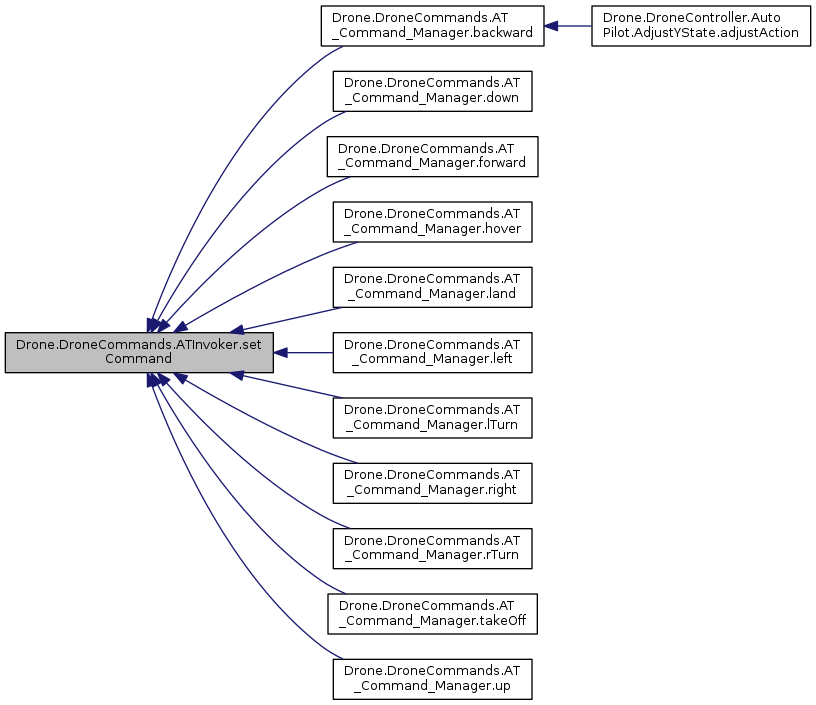 Drone.DroneCommands.AT
_Command_Manager.backward
Drone.DroneController.Auto
Pilot.AdjustYState.adjustAction
Drone.DroneCommands.AT
_Command_Manager.down
Drone.DroneCommands.AT
_Command_Manager.forward
Drone.DroneCommands.AT
_Command_Manager.hover
Drone.DroneCommands.AT
_Command_Manager.land
Drone.DroneCommands.ATInvoker.set
Command
Drone.DroneCommands.AT
_Command_Manager.left
Drone.DroneCommands.AT
_Command_Manager.lTurn
Drone.DroneCommands.AT
_Command_Manager.right
Drone.DroneCommands.AT
_Command_Manager.rTurn
Drone.DroneCommands.AT
_Command_Manager.takeOff
Drone.DroneCommands.AT
_Command_Manager.up